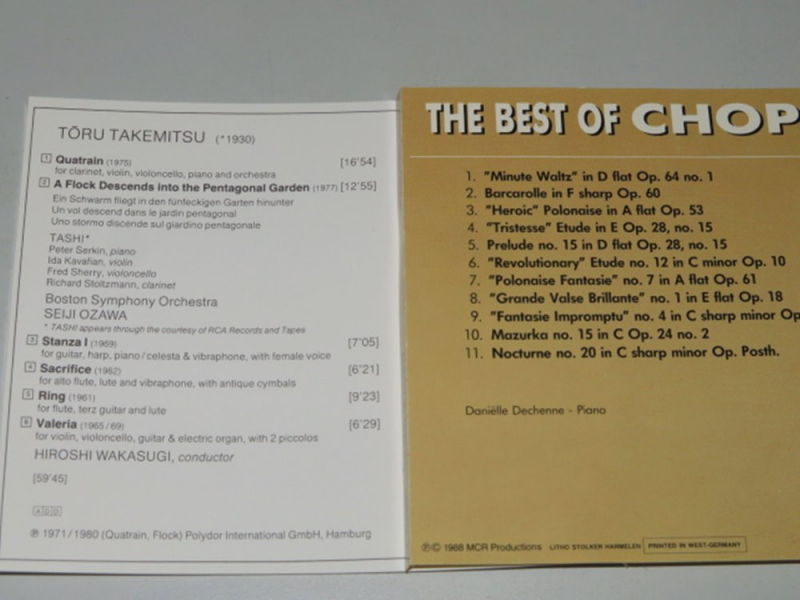 TŌRU TAKEMITSU (*1930)
1 Quatrain (1975) [16'54]
for clarinet, violin, violoncello, piano and orchestra
2 A Flock Descends into the Pentagonal Garden (1977) [12'55]
Ein Schwarm fliegt in den fünfeckigen Garten hinunter
Un vol descend dans le jardin pentagonal
Uno stormo discende sul giardino pentagonale
TASHI*
Peter Serkin, piano
Ida Kavafian, violin
Fred Sherry, violoncello
Richard Stoltzmann, clarinet
Boston Symphony Orchestra
SEIJI OZAWA
* TASHI appears through the courtesy of RCA Records and Tapes
3 Stanza I (1969) [7'05]
for guitar, harp, piano/celesta & vibraphone, with female voice
4 Sacrifice (1962) [6'21]
for alto flute, lute and vibraphone, with antique cymbals
5 Ring (1961) [9'23]
for flute, terz guitar and lute
6 Valeria (1965/69) [6'29]
for violin, violoncello, guitar & electric organ, with 2 piccolos
HIROSHI WAKASUGI, conductor
[59'45]
ADD
℗ 1971/1980 (Quatrain, Flock) Polydor International GmbH, Hamburg
THE BEST OF CHOP
1. "Minute Waltz" in D flat Op. 64 no. 1
2. Barcarolle in F sharp Op. 60
3. "Heroic" Polonaise in A flat Op. 53
4. "Tristesse" Etude in E Op. 28, no. 15
5. Prelude no. 15 in D flat Op. 28, no. 15
6. "Revolutionary" Etude no. 12 in C minor Op. 10
7. "Polonaise Fantasie" no. 7 in A flat Op. 61
8. "Grande Valse Brillante" no. 1 in E flat Op. 18
9. "Fantasie Impromptu" no. 4 in C sharp minor Op
10. Mazurka no. 15 in C Op. 24 no. 2
11. Nocturne no. 20 in C sharp minor Op. Posth.
Daniëlle Dechenne - Piano
℗© 1988 MCR Productions LITHO STOLKER HARMELEN PRINTED IN WEST-GERMANY